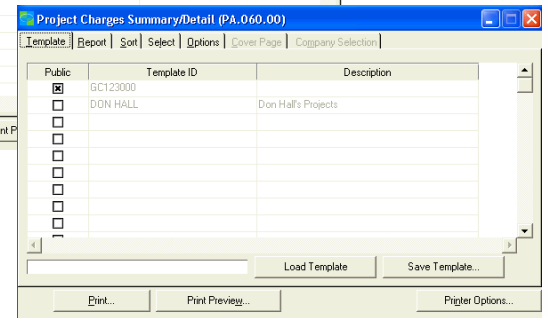 Project Charges Summary/Detail (PA.060.00)
Template Report Sort Select Options Cover Page Company Selection
Public Template ID Description
GC123000
DON HALL Don Hall's Projects
nt P
Load Template Save Template...
Print... Print Preview... Printer Options...